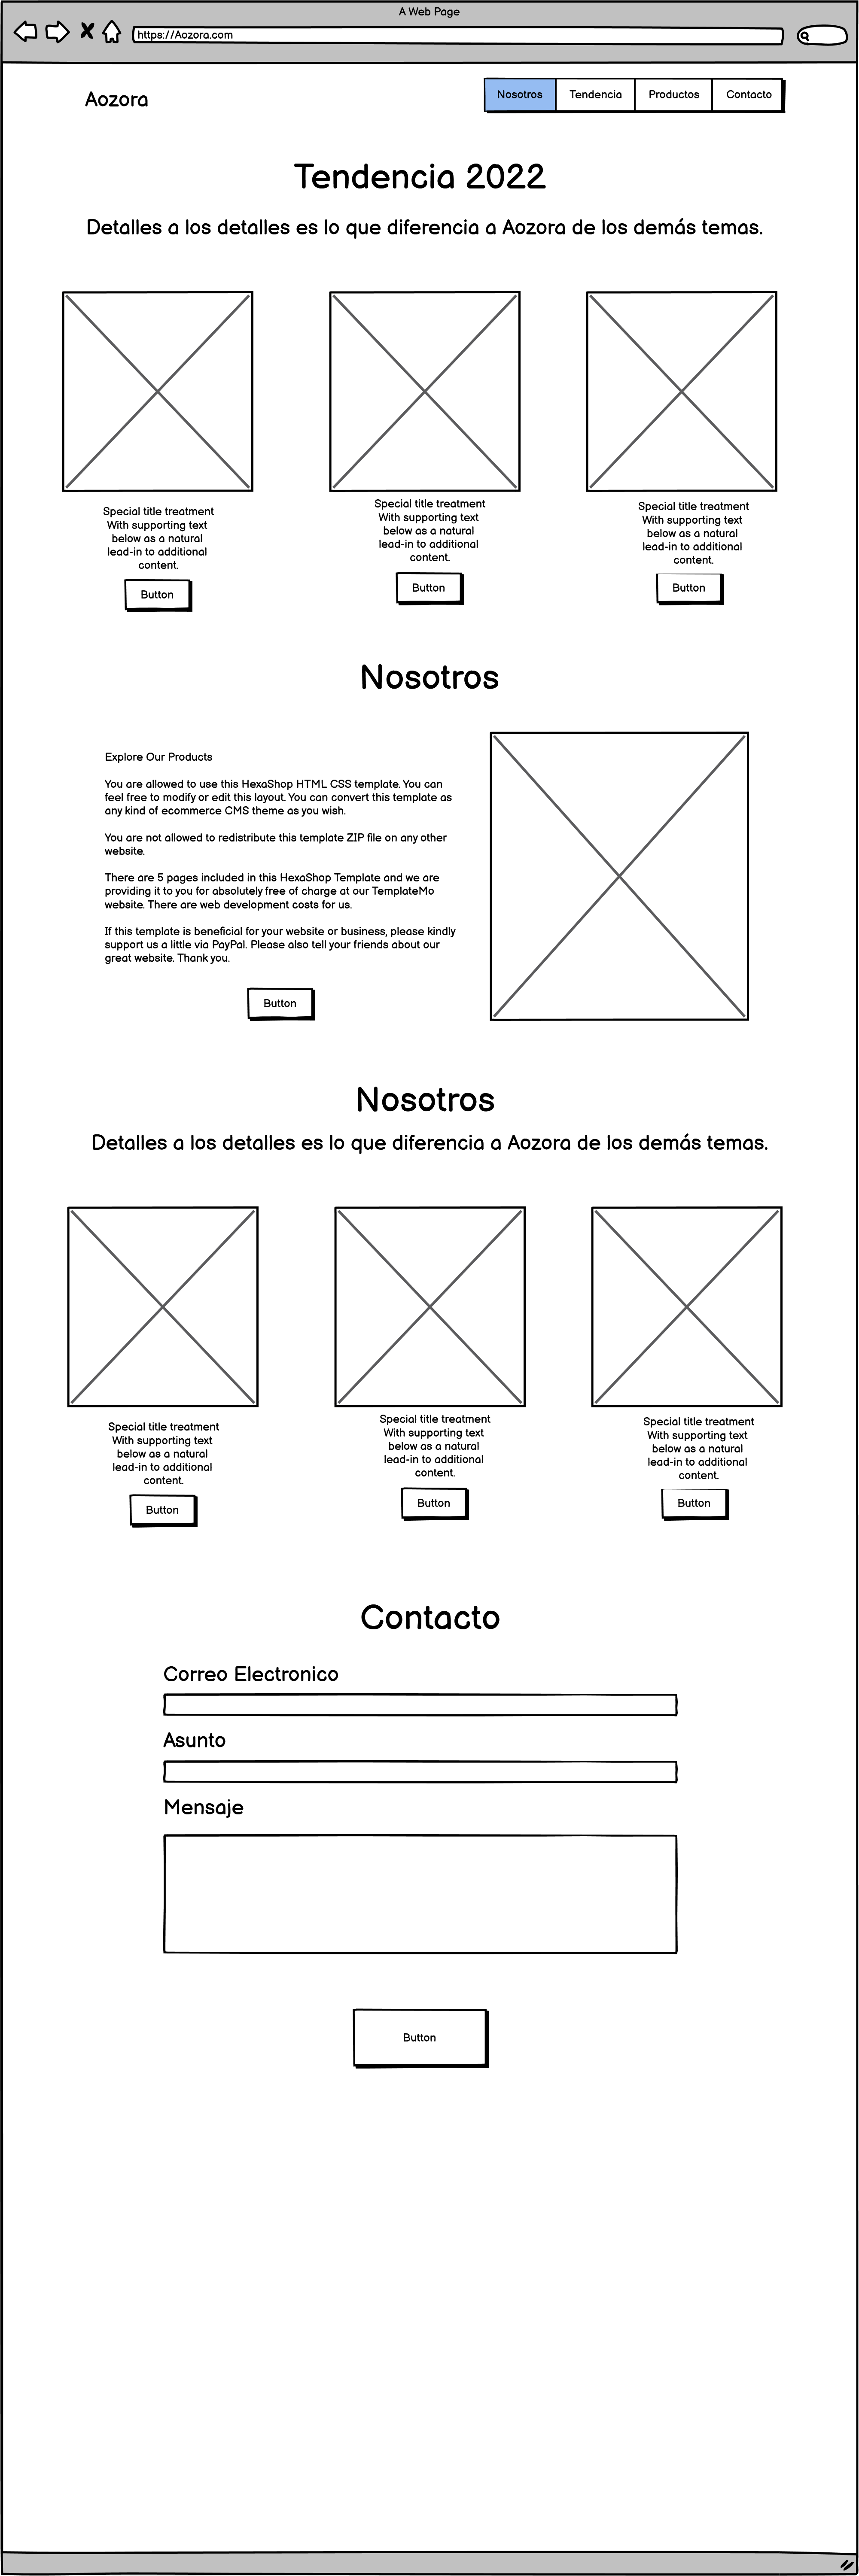 A Web Page
https://Aozora.com
Aozora
Nosotros
Tendencia
Productos
Contacto
Tendencia 2022
Detalles a los detalles es lo que diferencia a Aozora de los demás temas.
Special title treatment
With supporting text
below as a natural
lead-in to additional
content.
Button
Special title treatment
With supporting text
below as a natural
lead-in to additional
content.
Button
Special title treatment
With supporting text
below as a natural
lead-in to additional
content.
Button
Nosotros
Explore Our Products
You are allowed to use this HexaShop HTML CSS template. You can
feel free to modify or edit this layout. You can convert this template as
any kind of ecommerce CMS theme as you wish.
You are not allowed to redistribute this template ZIP file on any other
website.
There are 5 pages included in this HexaShop Template and we are
providing it to you for absolutely free of charge at our TemplateMo
website. There are web development costs for us.
If this template is beneficial for your website or business, please kindly
support us a little via PayPal. Please also tell your friends about our
great website. Thank you.
Button
Nosotros
Detalles a los detalles es lo que diferencia a Aozora de los demás temas.
Special title treatment
With supporting text
below as a natural
lead-in to additional
content.
Button
Special title treatment
With supporting text
below as a natural
lead-in to additional
content.
Button
Special title treatment
With supporting text
below as a natural
lead-in to additional
content.
Button
Contacto
Correo Electronico
Asunto
Mensaje
Button